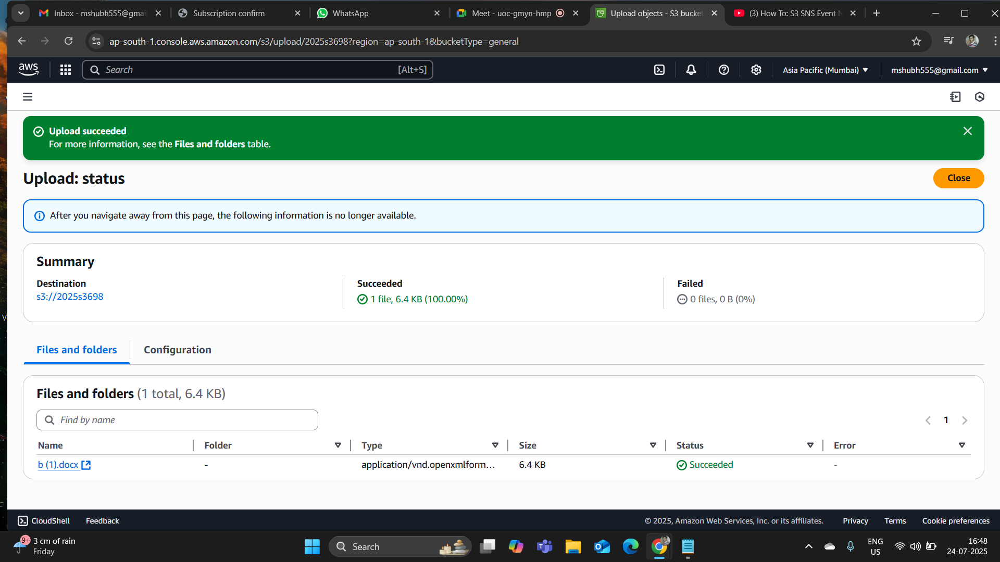 Inbox - mshubh555@gmai
Subscription confirm
WhatsApp
Meet - uoc-gmyn-hmp
Upload objects - S3 bucke
(3) How To: S3 SNS Event N
ap-south-1.console.aws.amazon.com/s3/upload/2025s3698?region=ap-south-1&bucketType=general
aws
Search
[Alt+S]
Asia Pacific (Mumbai)
mshubh555@gmail.com
Upload succeeded
For more information, see the Files and folders table.
Upload: status
Close
After you navigate away from this page, the following information is no longer available.
Summary
Destination
s3://2025s3698
Succeeded
1 file, 6.4 KB (100.00%)
Failed
0 files, 0 B (0%)
Files and folders
Configuration
Files and folders (1 total, 6.4 KB)
Find by name
1
Name
Folder
Type
Size
Status
Error
b (1).docx
-
application/vnd.openxmlform...
6.4 KB
Succeeded
-
CloudShell
Feedback
© 2025, Amazon Web Services, Inc. or its affiliates.
Privacy
Terms
Cookie preferences
9+
3 cm of rain
Friday
Search
ENG
US
16:48
24-07-2025